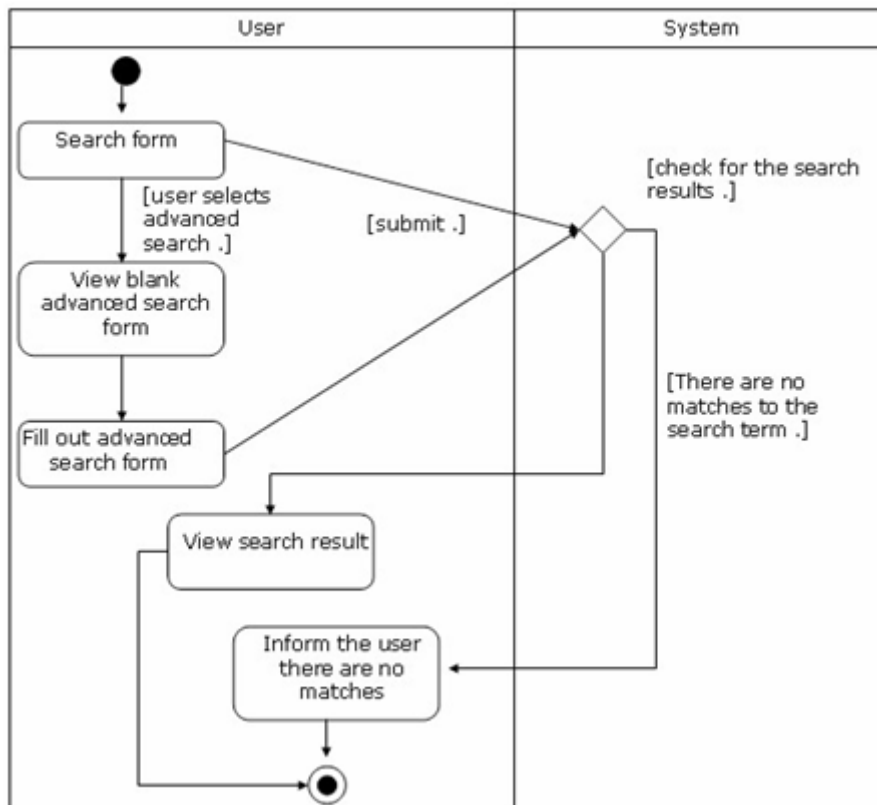 User
System
Search form
[user selects
advanced
search .]
[submit .]
[check for the search
results .]
View blank
advanced search
form
[There are no
matches to the
search term .]
Fill out advanced
search form
View search result
Inform the user
there are no
matches